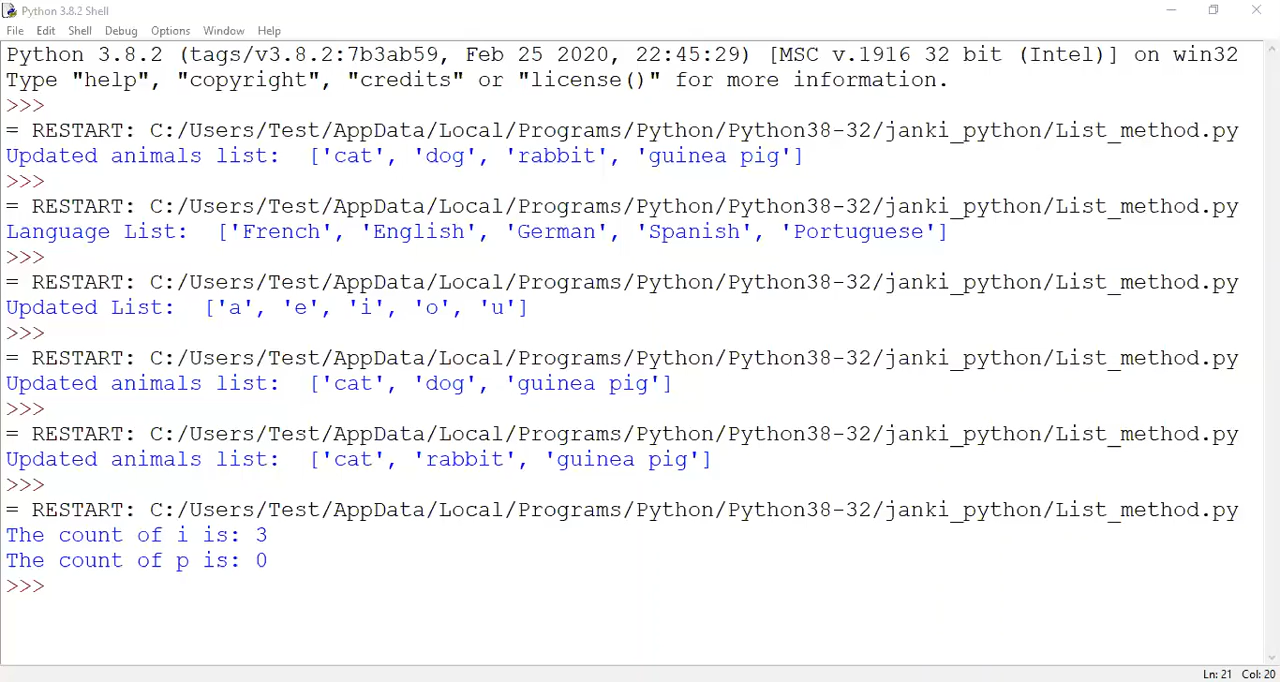 Python 3.8.2 Shell
File Edit Shell Debug Options Window Help
Python 3.8.2 (tags/v3.8.2:7b3ab59, Feb 25 2020, 22:45:29) [MSC v.1916 32 bit (Intel)] on win32
Type "help", "copyright", "credits" or "license()" for more information.
>>>
= RESTART: C:/Users/Test/AppData/Local/Programs/Python/Python38-32/janki_python/List_method.py
Updated animals list:  ['cat', 'dog', 'rabbit', 'guinea pig']
>>>
= RESTART: C:/Users/Test/AppData/Local/Programs/Python/Python38-32/janki_python/List_method.py
Language List:  ['French', 'English', 'German', 'Spanish', 'Portuguese']
>>>
= RESTART: C:/Users/Test/AppData/Local/Programs/Python/Python38-32/janki_python/List_method.py
Updated List:  ['a', 'e', 'i', 'o', 'u']
>>>
= RESTART: C:/Users/Test/AppData/Local/Programs/Python/Python38-32/janki_python/List_method.py
Updated animals list:  ['cat', 'dog', 'guinea pig']
>>>
= RESTART: C:/Users/Test/AppData/Local/Programs/Python/Python38-32/janki_python/List_method.py
Updated animals list:  ['cat', 'rabbit', 'guinea pig']
>>>
= RESTART: C:/Users/Test/AppData/Local/Programs/Python/Python38-32/janki_python/List_method.py
The count of i is: 3
The count of p is: 0
>>>
Ln: 21 Col: 20